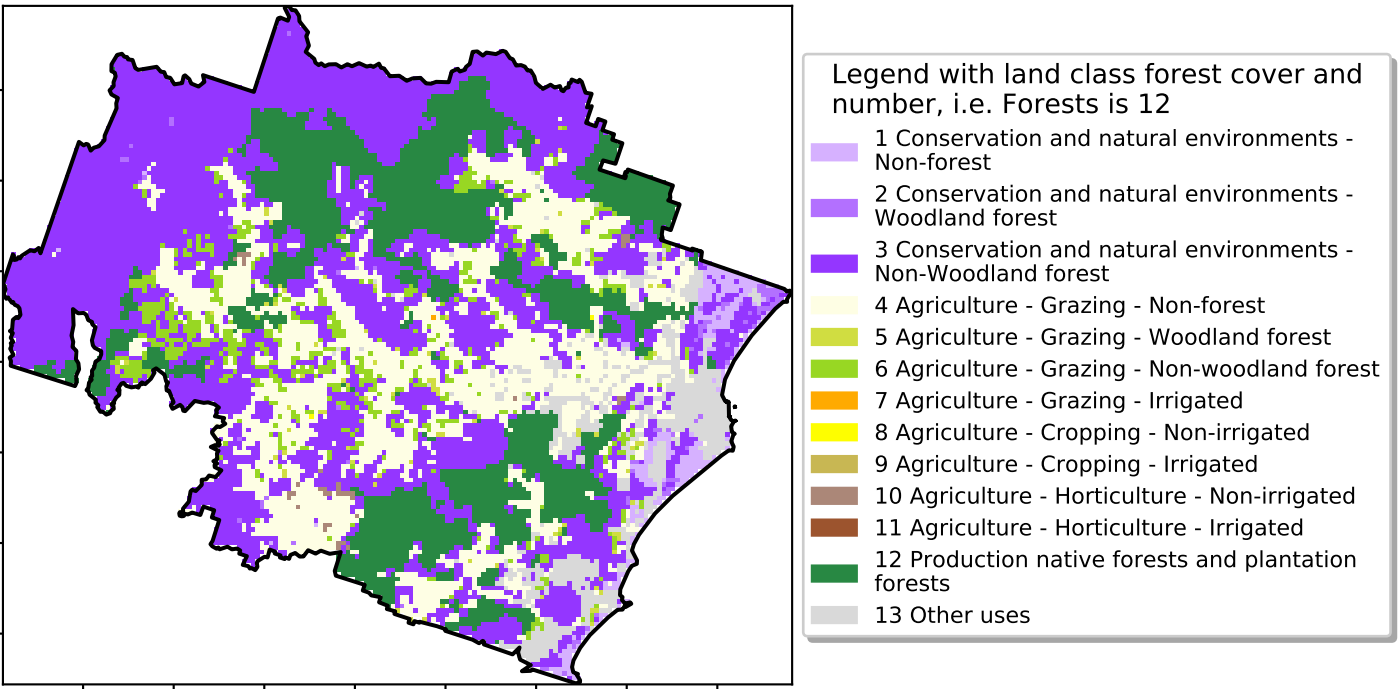 Legend with land class forest cover and
number, i.e. Forests is 12
1 Conservation and natural environments -
Non-forest
2 Conservation and natural environments -
Woodland forest
3 Conservation and natural environments -
Non-Woodland forest
4 Agriculture - Grazing - Non-forest
5 Agriculture - Grazing - Woodland forest
6 Agriculture - Grazing - Non-woodland forest
7 Agriculture - Grazing - Irrigated
8 Agriculture - Cropping - Non-irrigated
9 Agriculture - Cropping - Irrigated
10 Agriculture - Horticulture - Non-irrigated
11 Agriculture - Horticulture - Irrigated
12 Production native forests and plantation
forests
13 Other uses